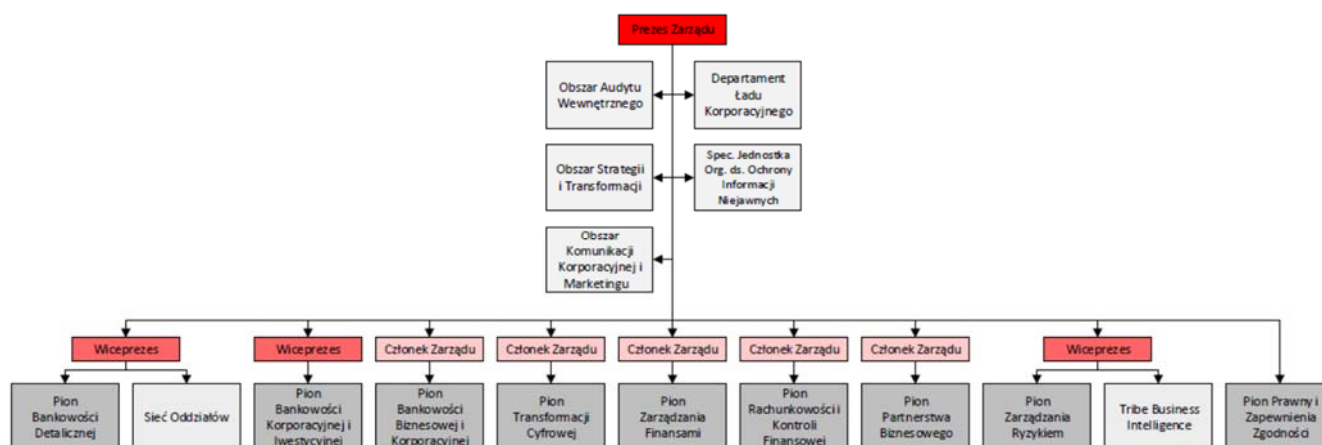 Prezes Zarządu
Obszar Audytu
Wewnętrznego
Departament
Ładu
Korporacyjnego
Obszar Strategii
i Transformacji
Spec. Jednostka
Org. ds. Ochrony
Informacji
Niejawnych
Obszar
Komunikacji
Korporacyjnej i
Marketingu
Wiceprezes
Wiceprezes
Członek Zarządu
Członek Zarządu
Członek Zarządu
Członek Zarządu
Członek Zarządu
Wiceprezes
Pion
Bankowości
Detalicznej
Sieć Oddziałów
Pion
Bankowości
Korporacyjnej i
Iwestycyjnej
Pion
Bankowości
Biznesowej i
Korporacyjnej
Pion
Transformacji
Cyfrowej
Pion
Zarządzania
Finansami
Pion
Rachunkowości i
Kontroli
Finansowej
Pion
Partnerstwa
Biznesowego
Pion
Zarządzania
Ryzykiem
Tribe Business
Intelligence
Pion Prawny i
Zapewnienia
Zgodności